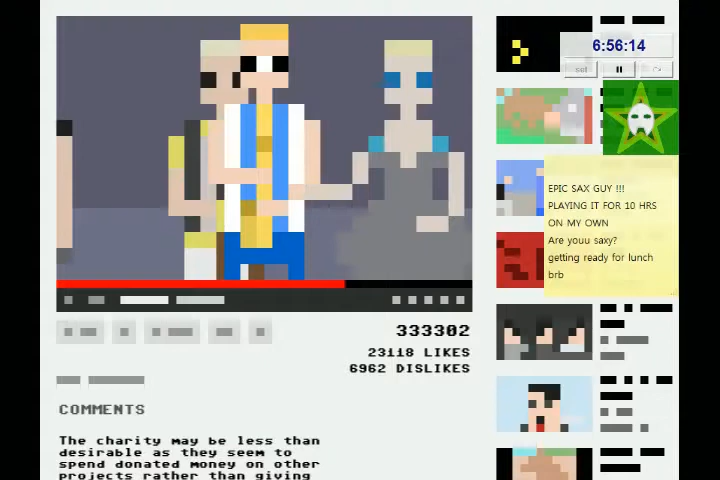 6:56:14
set
EPIC SAX GUY !!!
PLAYING IT FOR 10 HRS
ON MY OWN
Are youu saxy?
getting ready for lunch
brb
333302
23118 LIKES
6962 DISLIKES
COMMENTS
The charity may be less than
desirable as they seem to
spend donated money on other
projects rather than giving